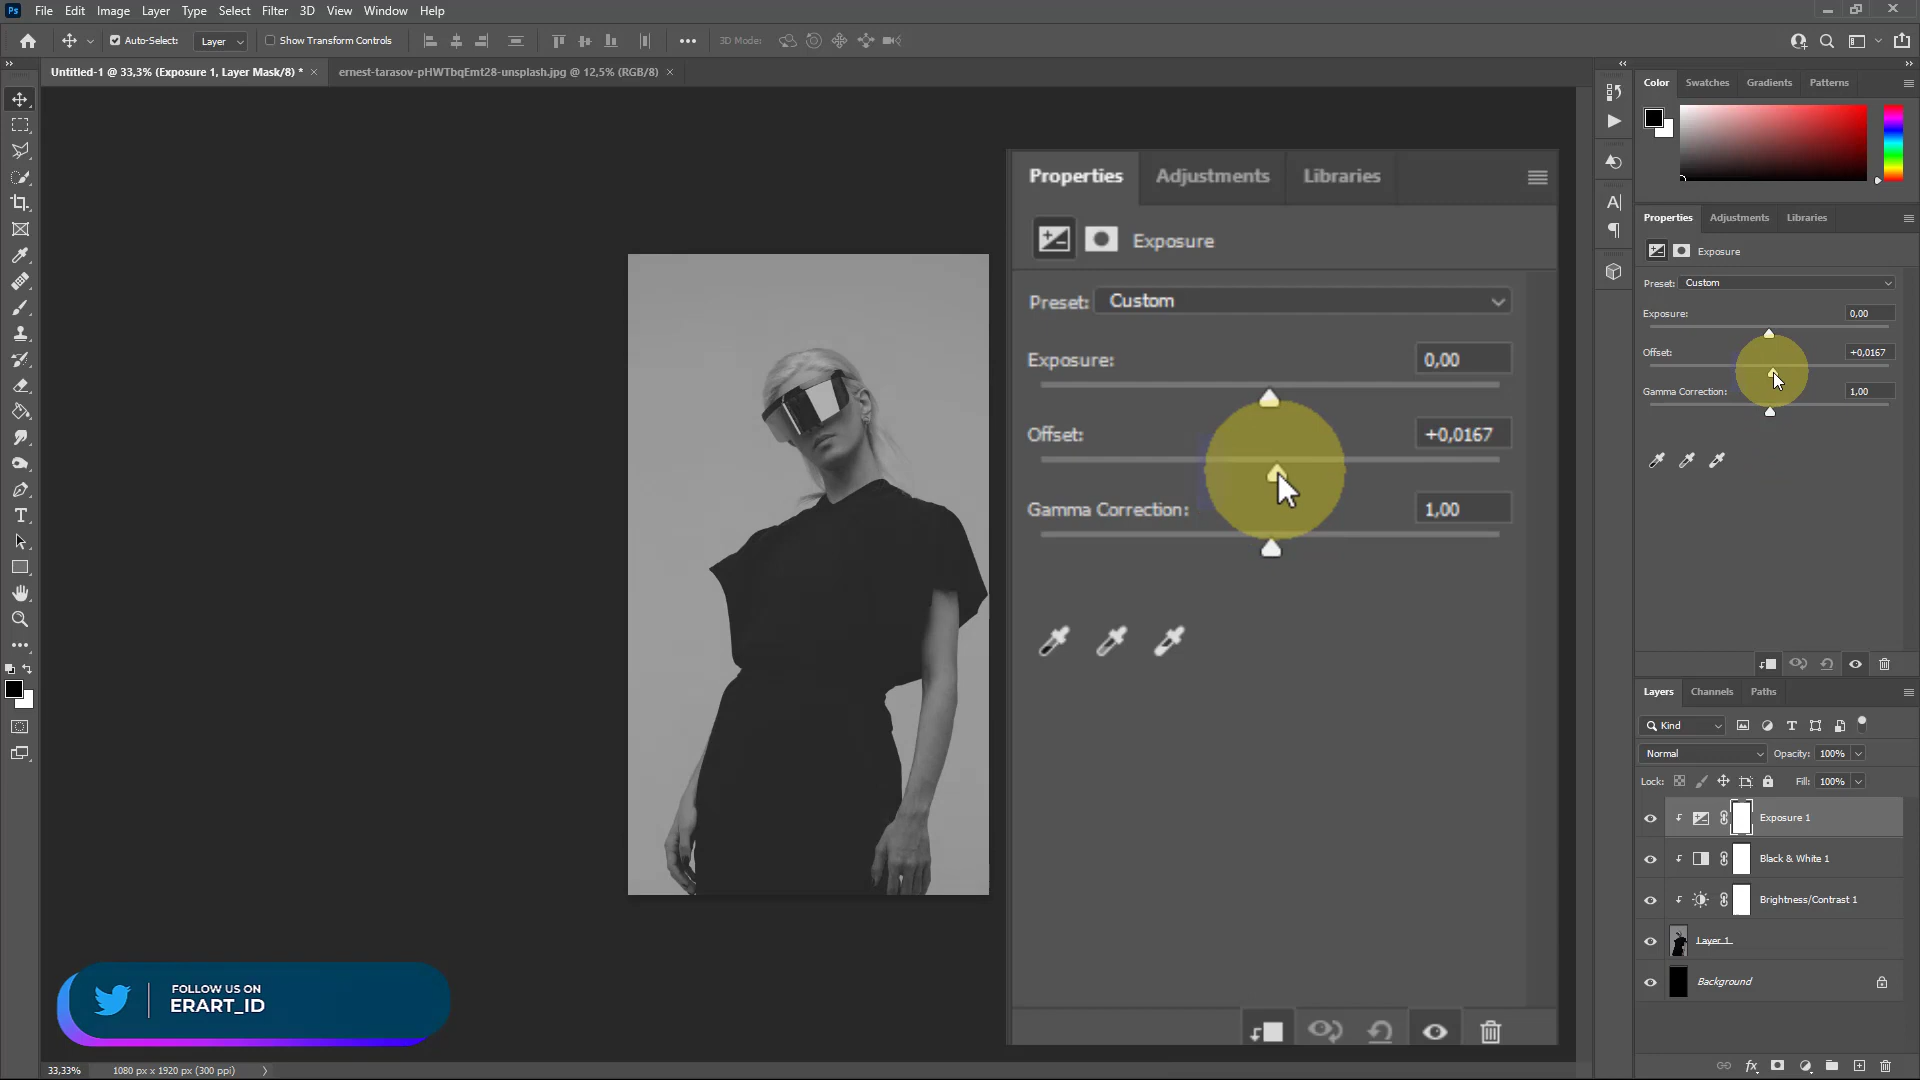 Ps File Edit Image Layer Type Select Filter 3D View Window Help
Auto-Select: Layer Show Transform Controls 3D Mode:
Untitled-1 @ 33,3% (Exposure 1, Layer Mask/8) * ernest-tarasov-pHWTbqEmt28-unsplash.jpg @ 12,5% (RGB/8)
Properties Adjustments Libraries
Exposure
Preset: Custom
Exposure: 0,00
Offset: +0,0167
Gamma Correction: 1,00
Color Swatches Gradients Patterns
Properties Adjustments Libraries
Exposure
Preset: Custom
Exposure: 0,00
Offset: +0,0167
Gamma Correction: 1,00
Layers Channels Paths
Kind
Normal Opacity: 100%
Lock: Fill: 100%
Exposure 1
Black & White 1
Brightness/Contrast 1
Layer 1
Background
FOLLOW US ON
ERART_ID
33,33% 1080 px x 1920 px (300 ppi)